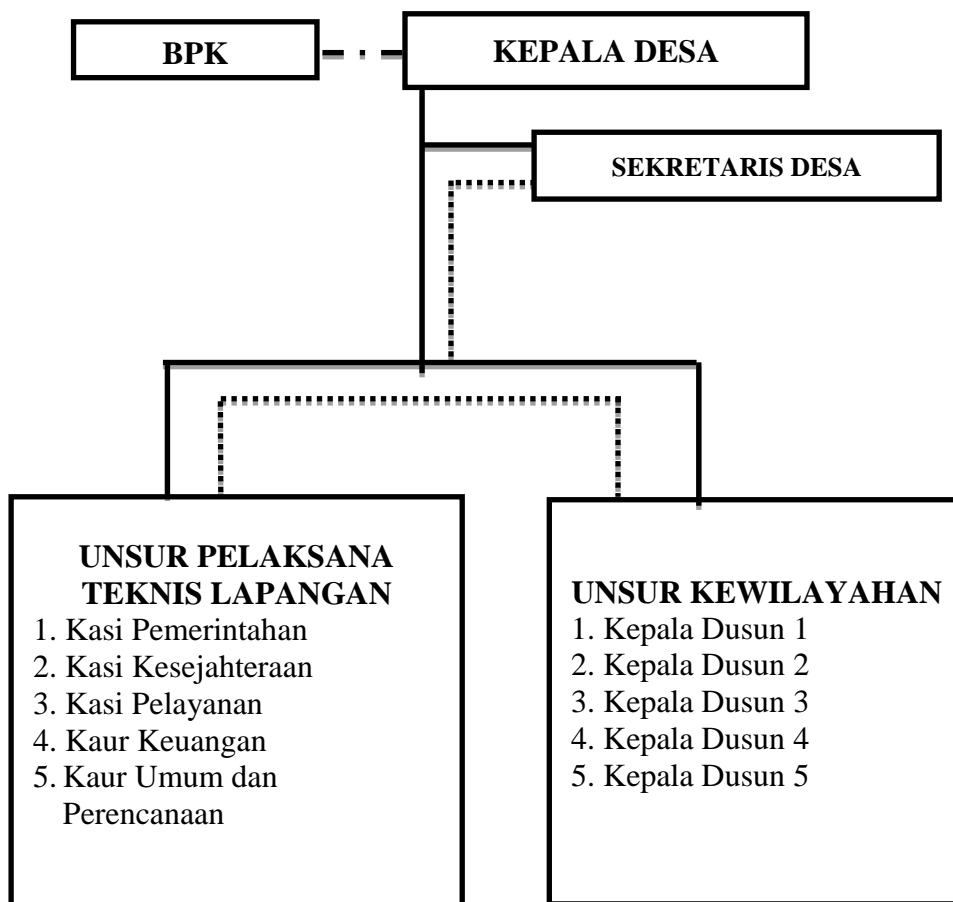 BPK
KEPALA DESA
SEKRETARIS DESA
UNSUR PELAKSANA
TEKNIS LAPANGAN
1. Kasi Pemerintahan
2. Kasi Kesejahteraan
3. Kasi Pelayanan
4. Kaur Keuangan
5. Kaur Umum dan
Perencanaan
UNSUR KEWILAYAHAN
1. Kepala Dusun 1
2. Kepala Dusun 2
3. Kepala Dusun 3
4. Kepala Dusun 4
5. Kepala Dusun 5